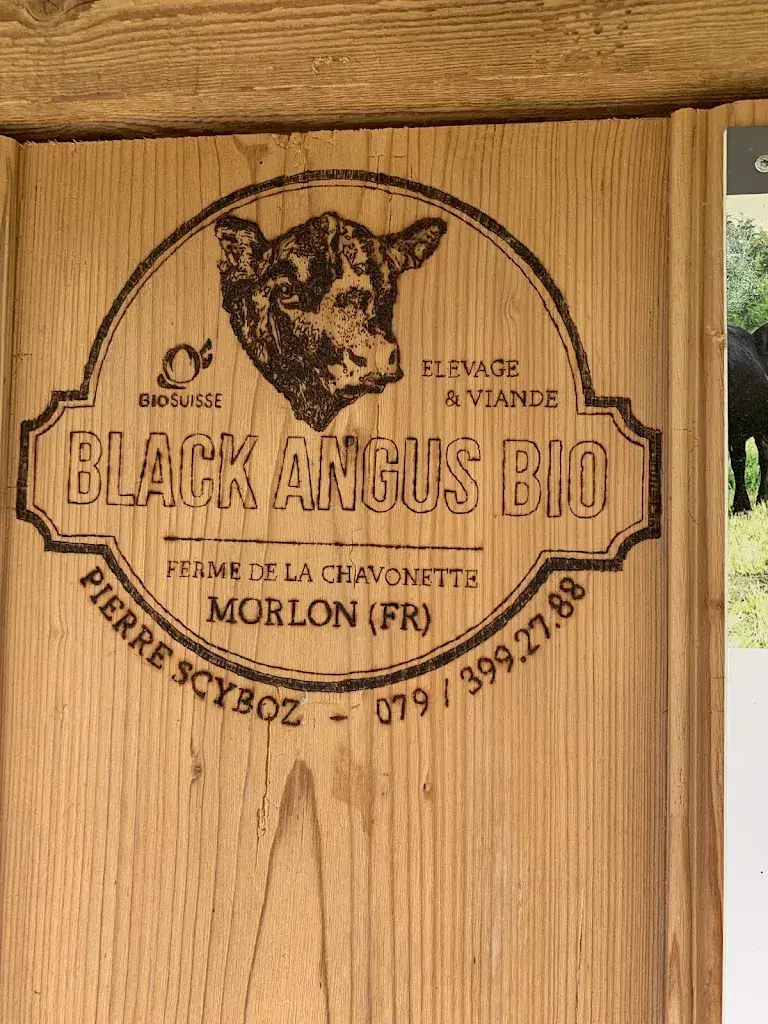 BIOSUISSE
ELEVAGE
& VIANDE
BLACK ANGUS BIO
FERME DE LA CHAVONETTE
MORLON (FR)
PIERRE SCYBOZ - 079 / 399.27.88